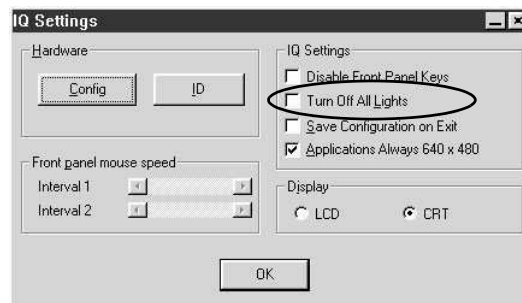 IQ Settings
Hardware
Config
ID
Front panel mouse speed
Interval 1
Interval 2
IQ Settings
Disable Front Panel Keys
Turn Off All Lights
Save Configuration on Exit
Applications Always 640 x 480
Display
LCD
CRT
OK